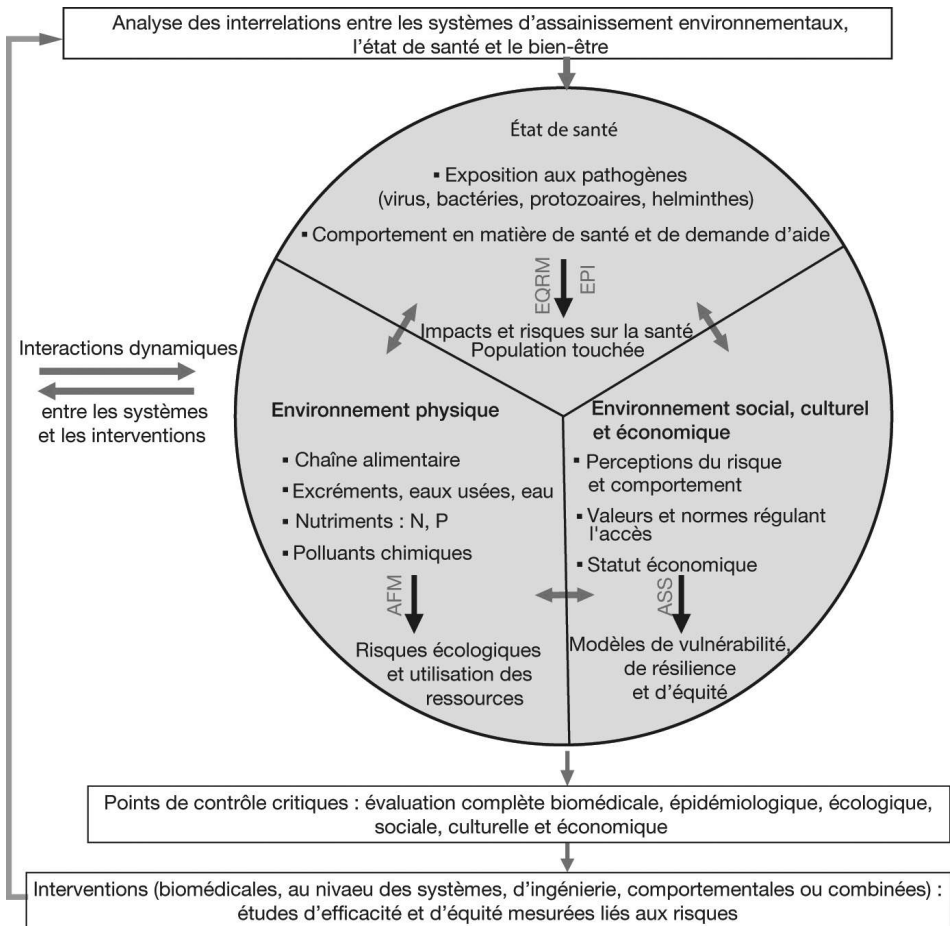 Analyse des interrelations entre les systèmes d’assainissement environnementaux,
l’état de santé et le bien-être
État de santé
▪ Exposition aux pathogènes
(virus, bactéries, protozoaires, helminthes)
▪ Comportement en matière de santé et de demande d’aide
EQRM
EPI
Impacts et risques sur la santé
Population touchée
Interactions dynamiques
entre les systèmes
et les interventions
Environnement physique
▪ Chaîne alimentaire
▪ Excréments, eaux usées, eau
▪ Nutriments : N, P
▪ Polluants chimiques
AFM
Risques écologiques
et utilisation des
ressources
Environnement social, culturel
et économique
▪ Perceptions du risque
et comportement
▪ Valeurs et normes régulant
l'accès
▪ Statut économique
ASS
Modèles de vulnérabilité,
de résilience
et d’équité
Points de contrôle critiques : évaluation complète biomédicale, épidémiologique, écologique,
sociale, culturelle et économique
Interventions (biomédicales, au nivaeu des systèmes, d’ingénierie, comportementales ou combinées) :
études d’efficacité et d’équité mesurées liés aux risques